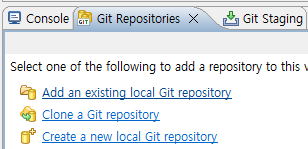 Console Git Repositories Git Staging
Select one of the following to add a repository to this
Add an existing local Git repository
Clone a Git repository
Create a new local Git repository